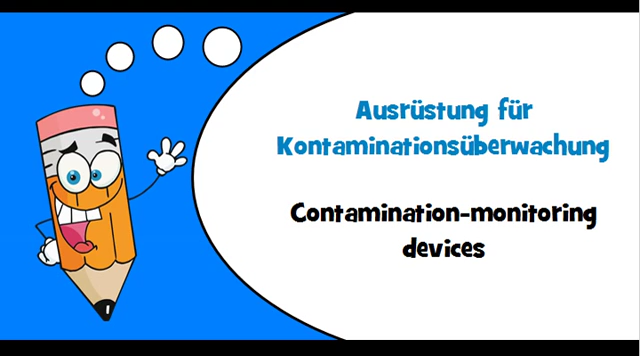 Ausrüstung für
Kontaminationsüberwachung
Contamination-monitoring
devices